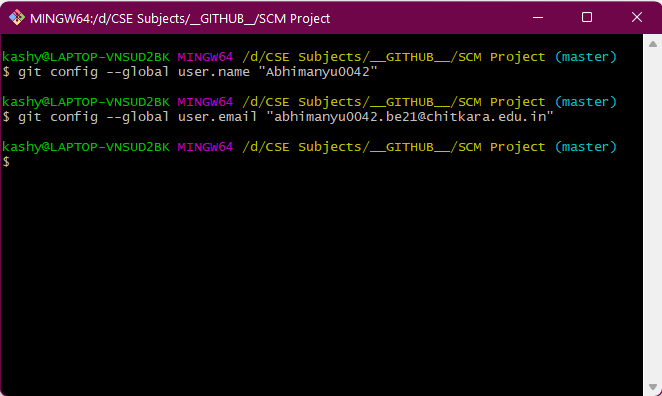 MINGW64:/d/CSE Subjects/__GITHUB__/SCM Project
kashy@LAPTOP-VNSUD2BK MINGW64 /d/CSE Subjects/__GITHUB__/SCM Project (master)
$ git config --global user.name "Abhimanyu0042"
kashy@LAPTOP-VNSUD2BK MINGW64 /d/CSE Subjects/__GITHUB__/SCM Project (master)
$ git config --global user.email "abhimanyu0042.be21@chitkara.edu.in"
kashy@LAPTOP-VNSUD2BK MINGW64 /d/CSE Subjects/__GITHUB__/SCM Project (master)
$